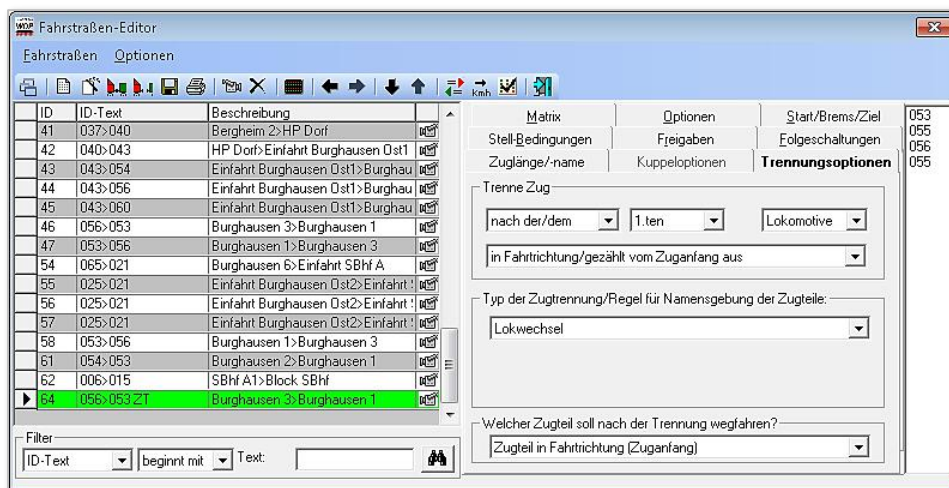 WDP Fahrstraßen-Editor
Fahrstraßen Optionen
kmh
ID ID-Text Beschreibung
41 037>040 Bergheim 2>HP Dorf
42 040>043 HP Dorf>Einfahrt Burghausen Ost1
43 043>054 Einfahrt Burghausen Ost1>Burghau
44 043>056 Einfahrt Burghausen Ost1>Burghau
45 043>060 Einfahrt Burghausen Ost1>Burghau
46 056>053 Burghausen 3>Burghausen 1
47 053>056 Burghausen 1>Burghausen 3
54 065>021 Burghausen 6>Einfahrt SBhf A
55 025>021 Einfahrt Burghausen Ost2>Einfahrt
56 025>021 Einfahrt Burghausen Ost2>Einfahrt
57 025>021 Einfahrt Burghausen Ost2>Einfahrt
58 053>056 Burghausen 1>Burghausen 3
61 054>053 Burghausen 2>Burghausen 1
62 006>015 SBhf A1>Block SBhf
64 056>053 ZT Burghausen 3>Burghausen 1
Filter
ID-Text beginnt mit Text:
Matrix Optionen Start/Brems/Ziel
Stell-Bedingungen Freigaben Folgeschaltungen
Zuglänge/-name Kuppeloptionen Trennungsoptionen
Trenne Zug
nach der/dem 1.ten Lokomotive
in Fahrtrichtung/gezählt vom Zuganfang aus
Typ der Zugtrennung/Regel für Namensgebung der Zugteile:
Lokwechsel
Welcher Zugteil soll nach der Trennung wegfahren?
Zugteil in Fahrtrichtung (Zuganfang)
053
055
056
055